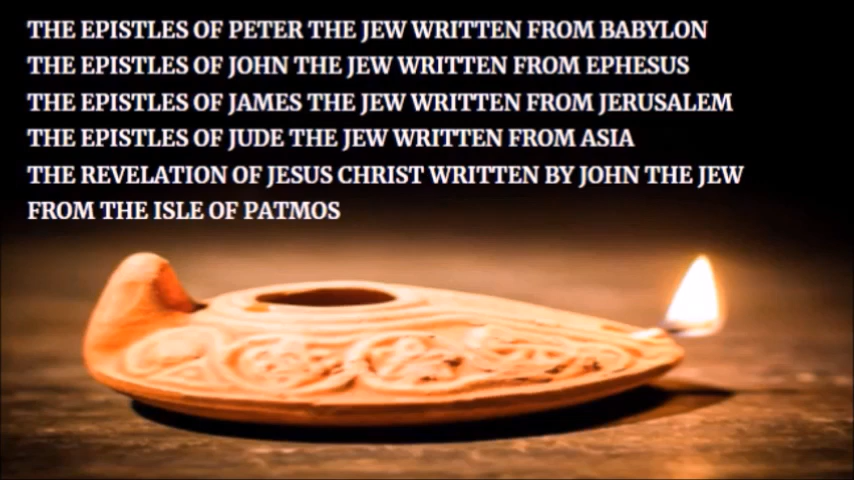 THE EPISTLES OF PETER THE JEW WRITTEN FROM BABYLON
THE EPISTLES OF JOHN THE JEW WRITTEN FROM EPHESUS
THE EPISTLES OF JAMES THE JEW WRITTEN FROM JERUSALEM
THE EPISTLES OF JUDE THE JEW WRITTEN FROM ASIA
THE REVELATION OF JESUS CHRIST WRITTEN BY JOHN THE JEW
FROM THE ISLE OF PATMOS